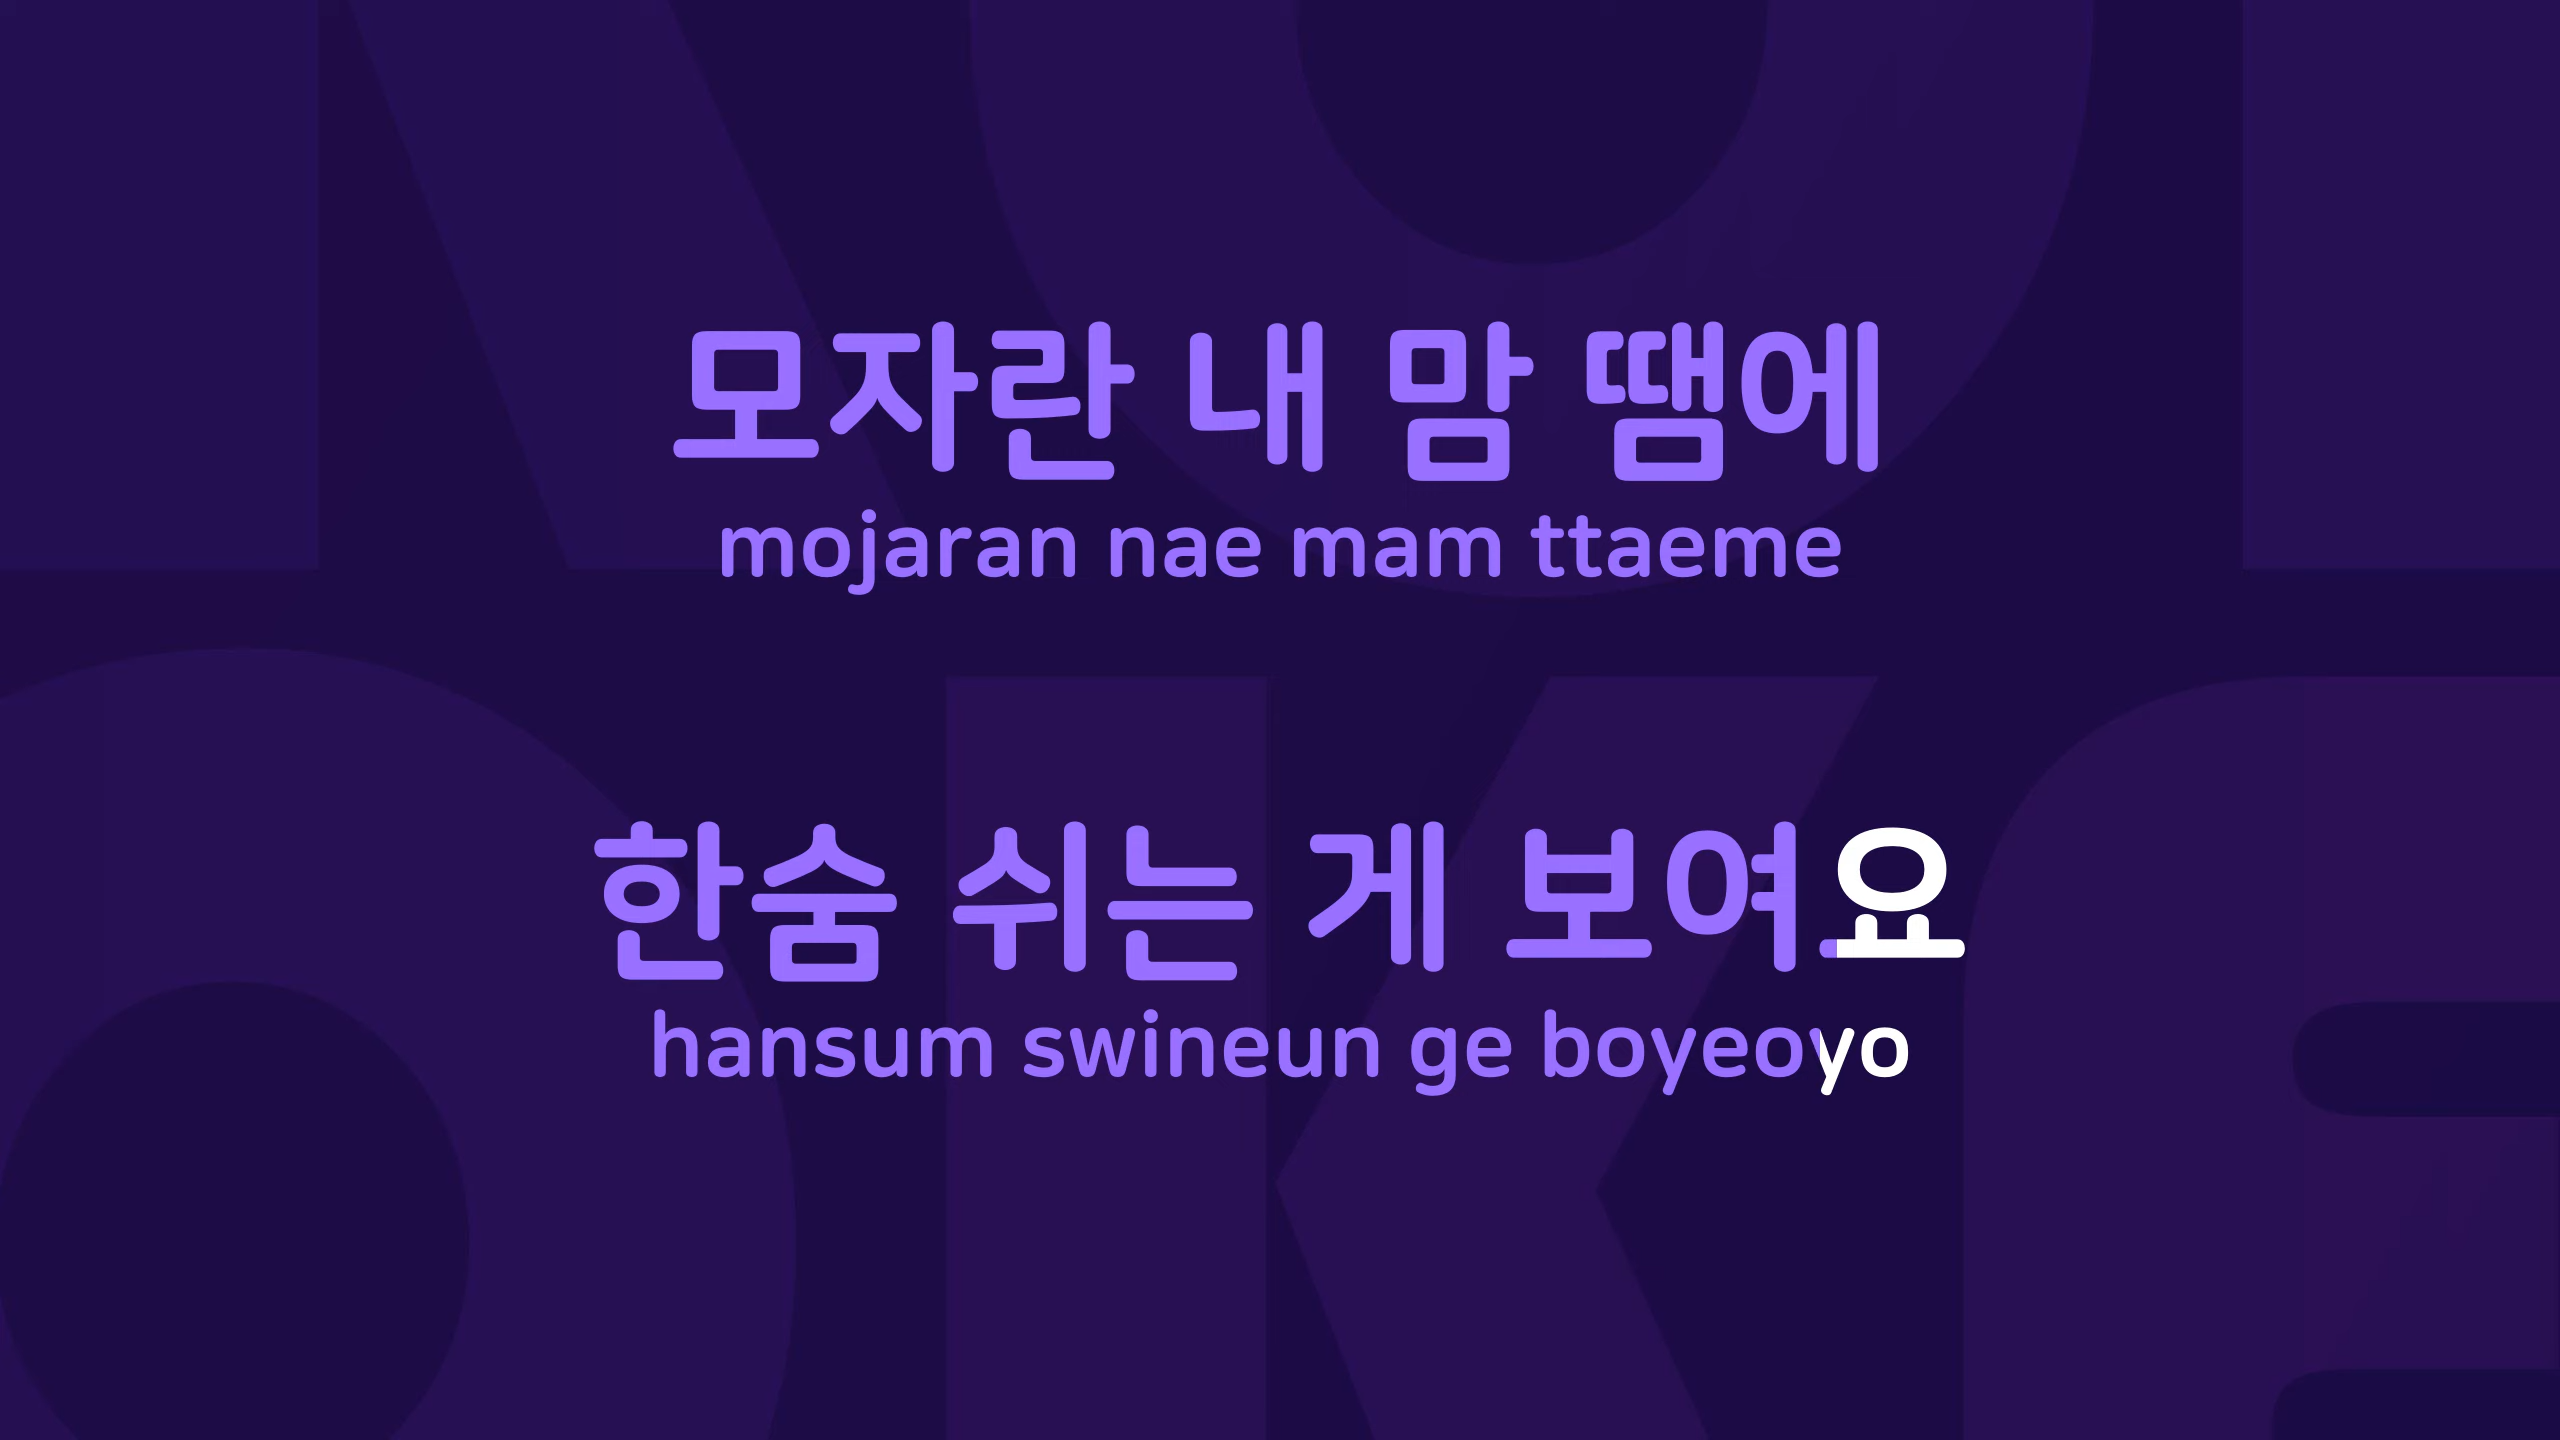 모자란 내 맘 땜에
mojaran nae mam ttaeme
한숨 쉬는 게 보여요
hansum swineun ge boyeoyo